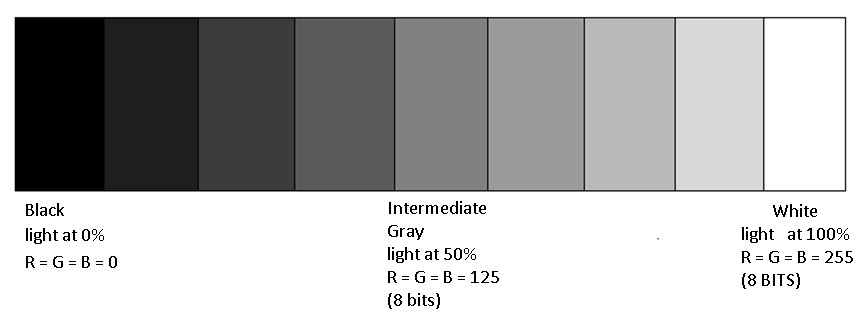 Black
light at 0%
R = G = B = 0
Intermediate
Gray
light at 50%
R = G = B = 125
(8 bits)
White
light at 100%
R = G = B = 255
(8 BITS)